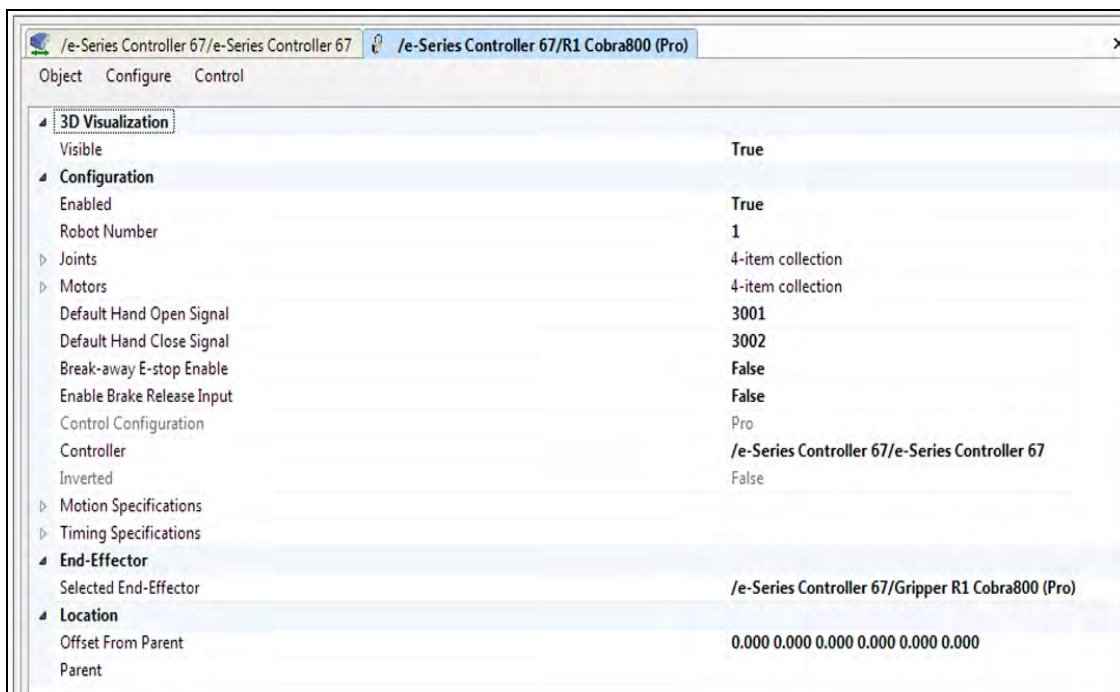 /e-Series Controller 67/e-Series Controller 67 /e-Series Controller 67/R1 Cobra800 (Pro)
Object Configure Control
3D Visualization
Visible True
Configuration
Enabled True
Robot Number 1
Joints 4-item collection
Motors 4-item collection
Default Hand Open Signal 3001
Default Hand Close Signal 3002
Break-away E-stop Enable False
Enable Brake Release Input False
Control Configuration Pro
Controller /e-Series Controller 67/e-Series Controller 67
Inverted False
Motion Specifications
Timing Specifications
End-Effector
Selected End-Effector /e-Series Controller 67/Gripper R1 Cobra800 (Pro)
Location
Offset From Parent 0.000 0.000 0.000 0.000 0.000 0.000
Parent